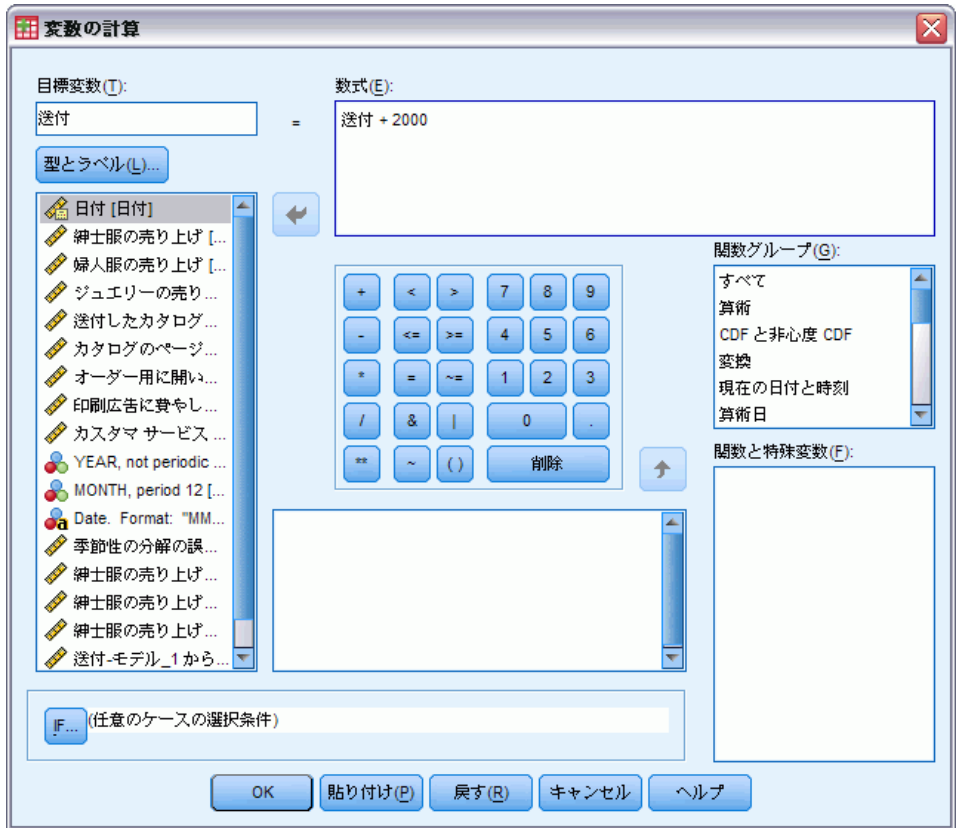 変数の計算
目標変数(T):
送付
=
数式(E):
送付 + 2000
型とラベル(L)...
日付 [日付]
紳士服の売り上げ [...
婦人服の売り上げ [...
ジュエリーの売り...
送付したカタログ...
カタログのページ...
オーダー用に開い...
印刷広告に費やし...
カスタマ サービス ...
YEAR, not periodic ...
MONTH, period 12 [...
Date. Format: "MM...
季節性の分解の誤...
紳士服の売り上げ...
紳士服の売り上げ...
紳士服の売り上げ...
送付-モデル_1 から...
+ < > 7 8 9
- <= >= 4 5 6
* = ~= 1 2 3
/ & | 0 .
** ~ ( ) 削除
関数グループ(G):
すべて
算術
CDF と非心度 CDF
変換
現在の日付と時刻
算術日
関数と特殊変数(F):
IF... (任意のケースの選択条件)
OK 貼り付け(P) 戻す(R) キャンセル ヘルプ